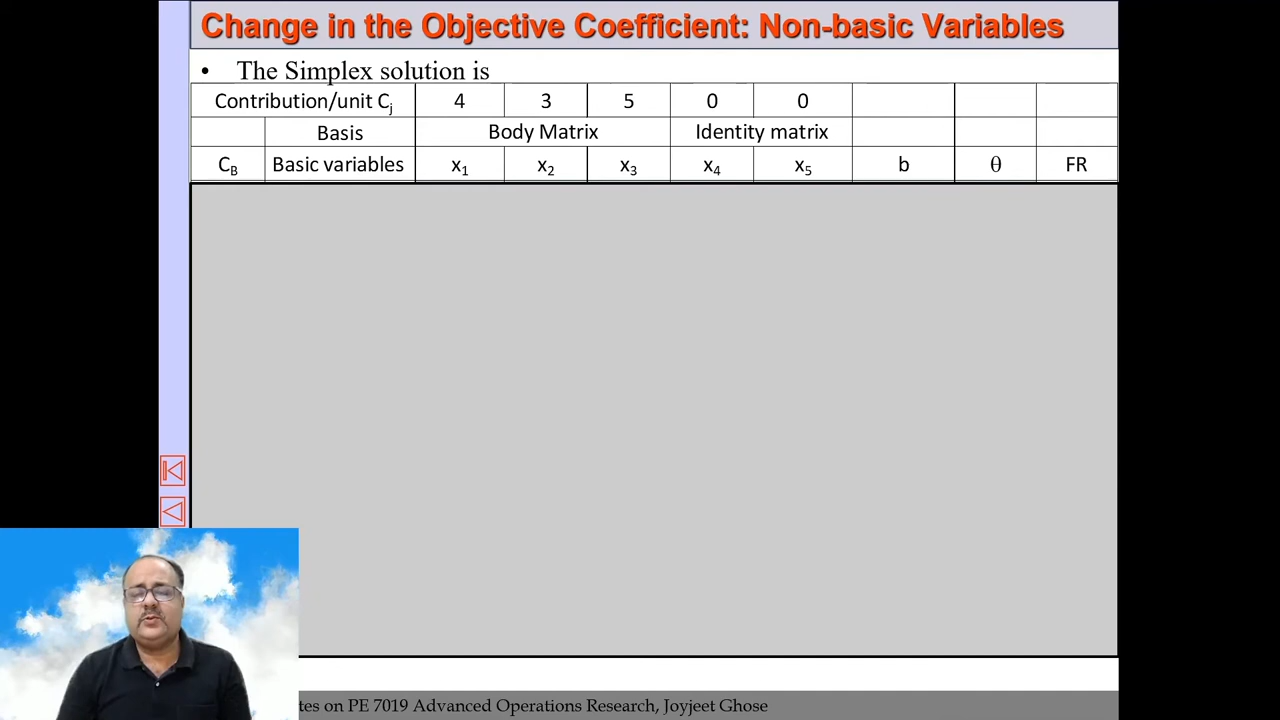 Change in the Objective Coefficient: Non-basic Variables
• The Simplex solution is
Contribution/unit Cj 4 3 5 0 0
Basis Body Matrix Identity matrix
CB Basic variables x1 x2 x3 x4 x5 b θ FR
tes on PE 7019 Advanced Operations Research, Joyjeet Ghose